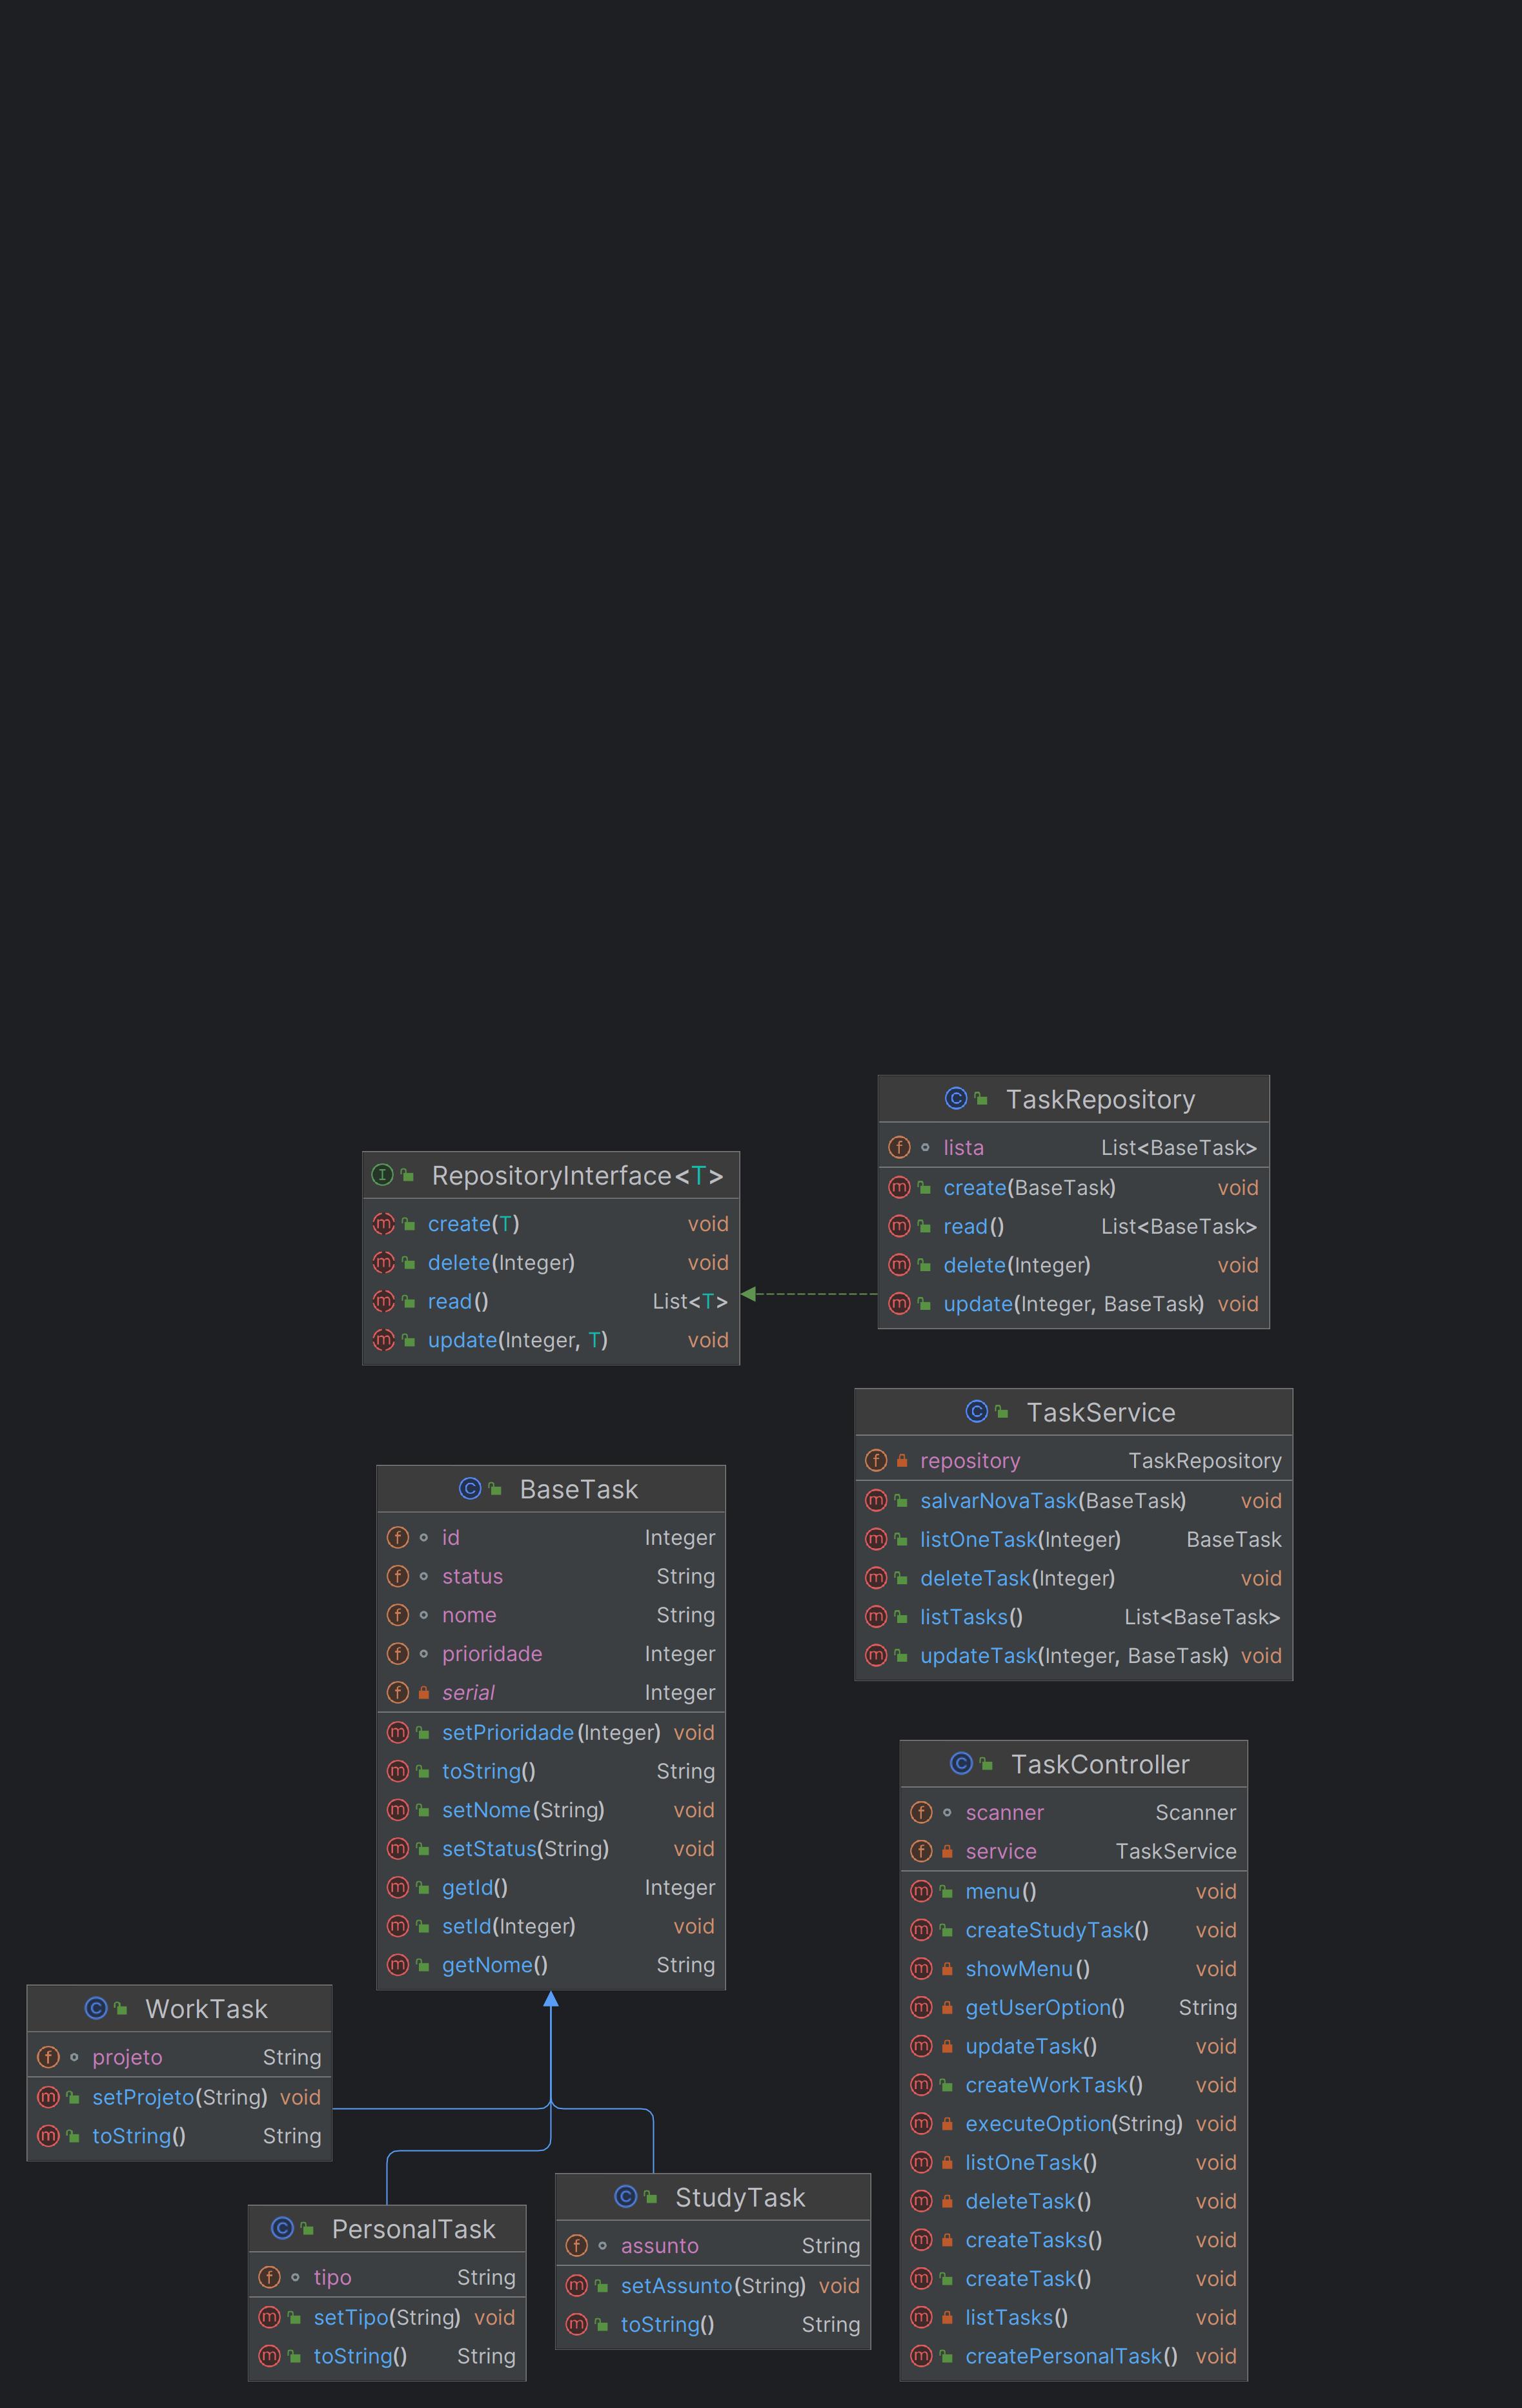 TaskRepository
lista List<BaseTask>
create(BaseTask) void
read() List<BaseTask>
delete(Integer) void
update(Integer, BaseTask) void
RepositoryInterface<T>
create(T) void
delete(Integer) void
read() List<T>
update(Integer, T) void
TaskService
repository TaskRepository
salvarNovaTask(BaseTask) void
listOneTask(Integer) BaseTask
deleteTask(Integer) void
listTasks() List<BaseTask>
updateTask(Integer, BaseTask) void
BaseTask
id Integer
status String
nome String
prioridade Integer
serial Integer
setPrioridade(Integer) void
toString() String
setNome(String) void
setStatus(String) void
getId() Integer
setId(Integer) void
getNome() String
TaskController
scanner Scanner
service TaskService
menu() void
createStudyTask() void
showMenu() void
getUserOption() String
updateTask() void
createWorkTask() void
executeOption(String) void
listOneTask() void
deleteTask() void
createTasks() void
createTask() void
listTasks() void
createPersonalTask() void
WorkTask
projeto String
setProjeto(String) void
toString() String
PersonalTask
tipo String
setTipo(String) void
toString() String
StudyTask
assunto String
setAssunto(String) void
toString() String